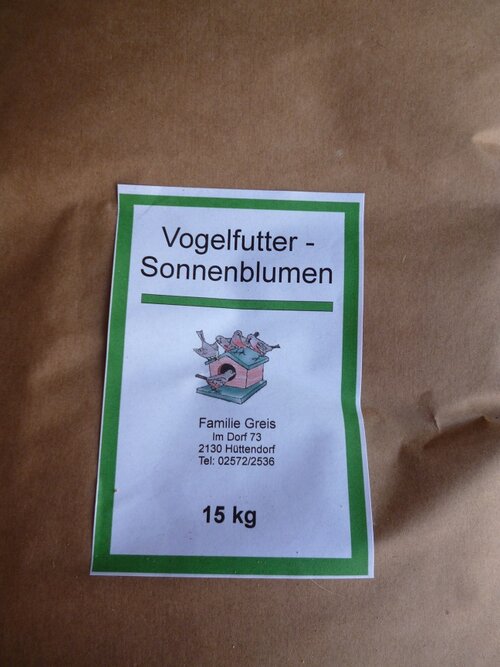 Vogelfutter -
Sonnenblumen
Familie Greis
Im Dorf 73
2130 Hüttendorf
Tel: 02572/2536
15 kg